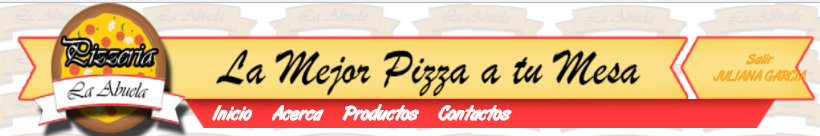 Pizzeria
La Abuela
La Mejor Pizza a tu Mesa
Salir
JULIANA GARCIA
Inicio Acerca Productos Contactos